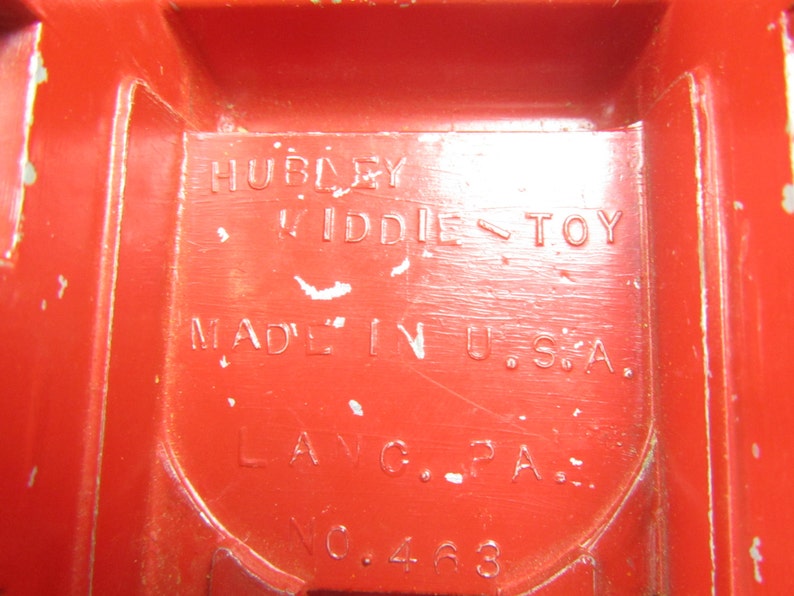 HUBLEY
KIDDIE-TOY
MADE IN U.S.A.
LANC. PA.
NO. 463